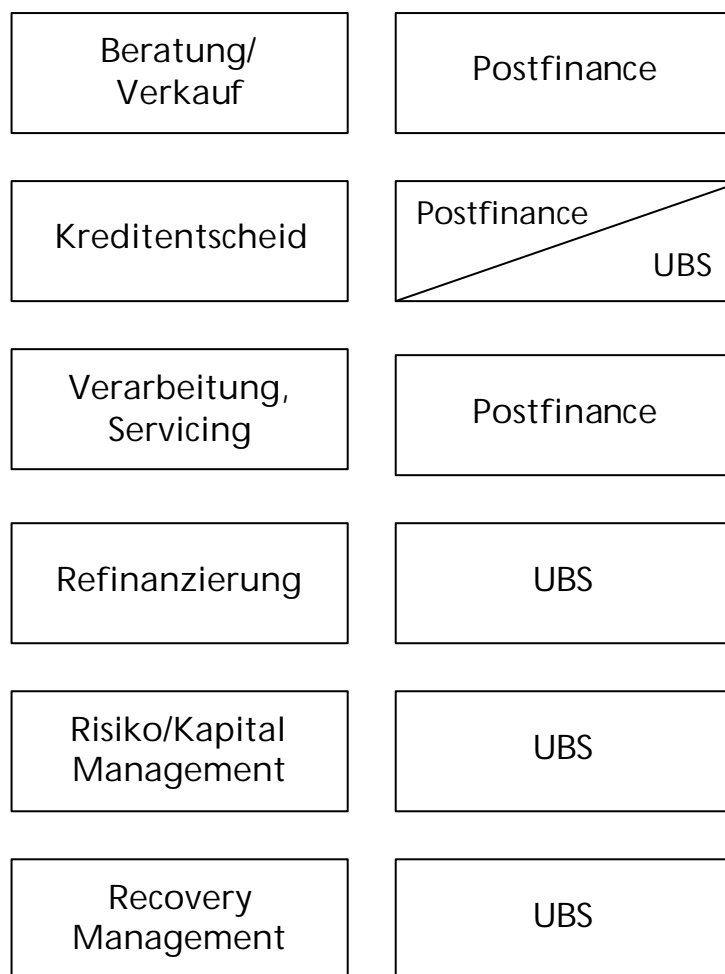 Beratung/
Verkauf
Postfinance
Kreditentscheid
Postfinance
UBS
Verarbeitung,
Servicing
Postfinance
Refinanzierung
UBS
Risiko/Kapital
Management
UBS
Recovery
Management
UBS